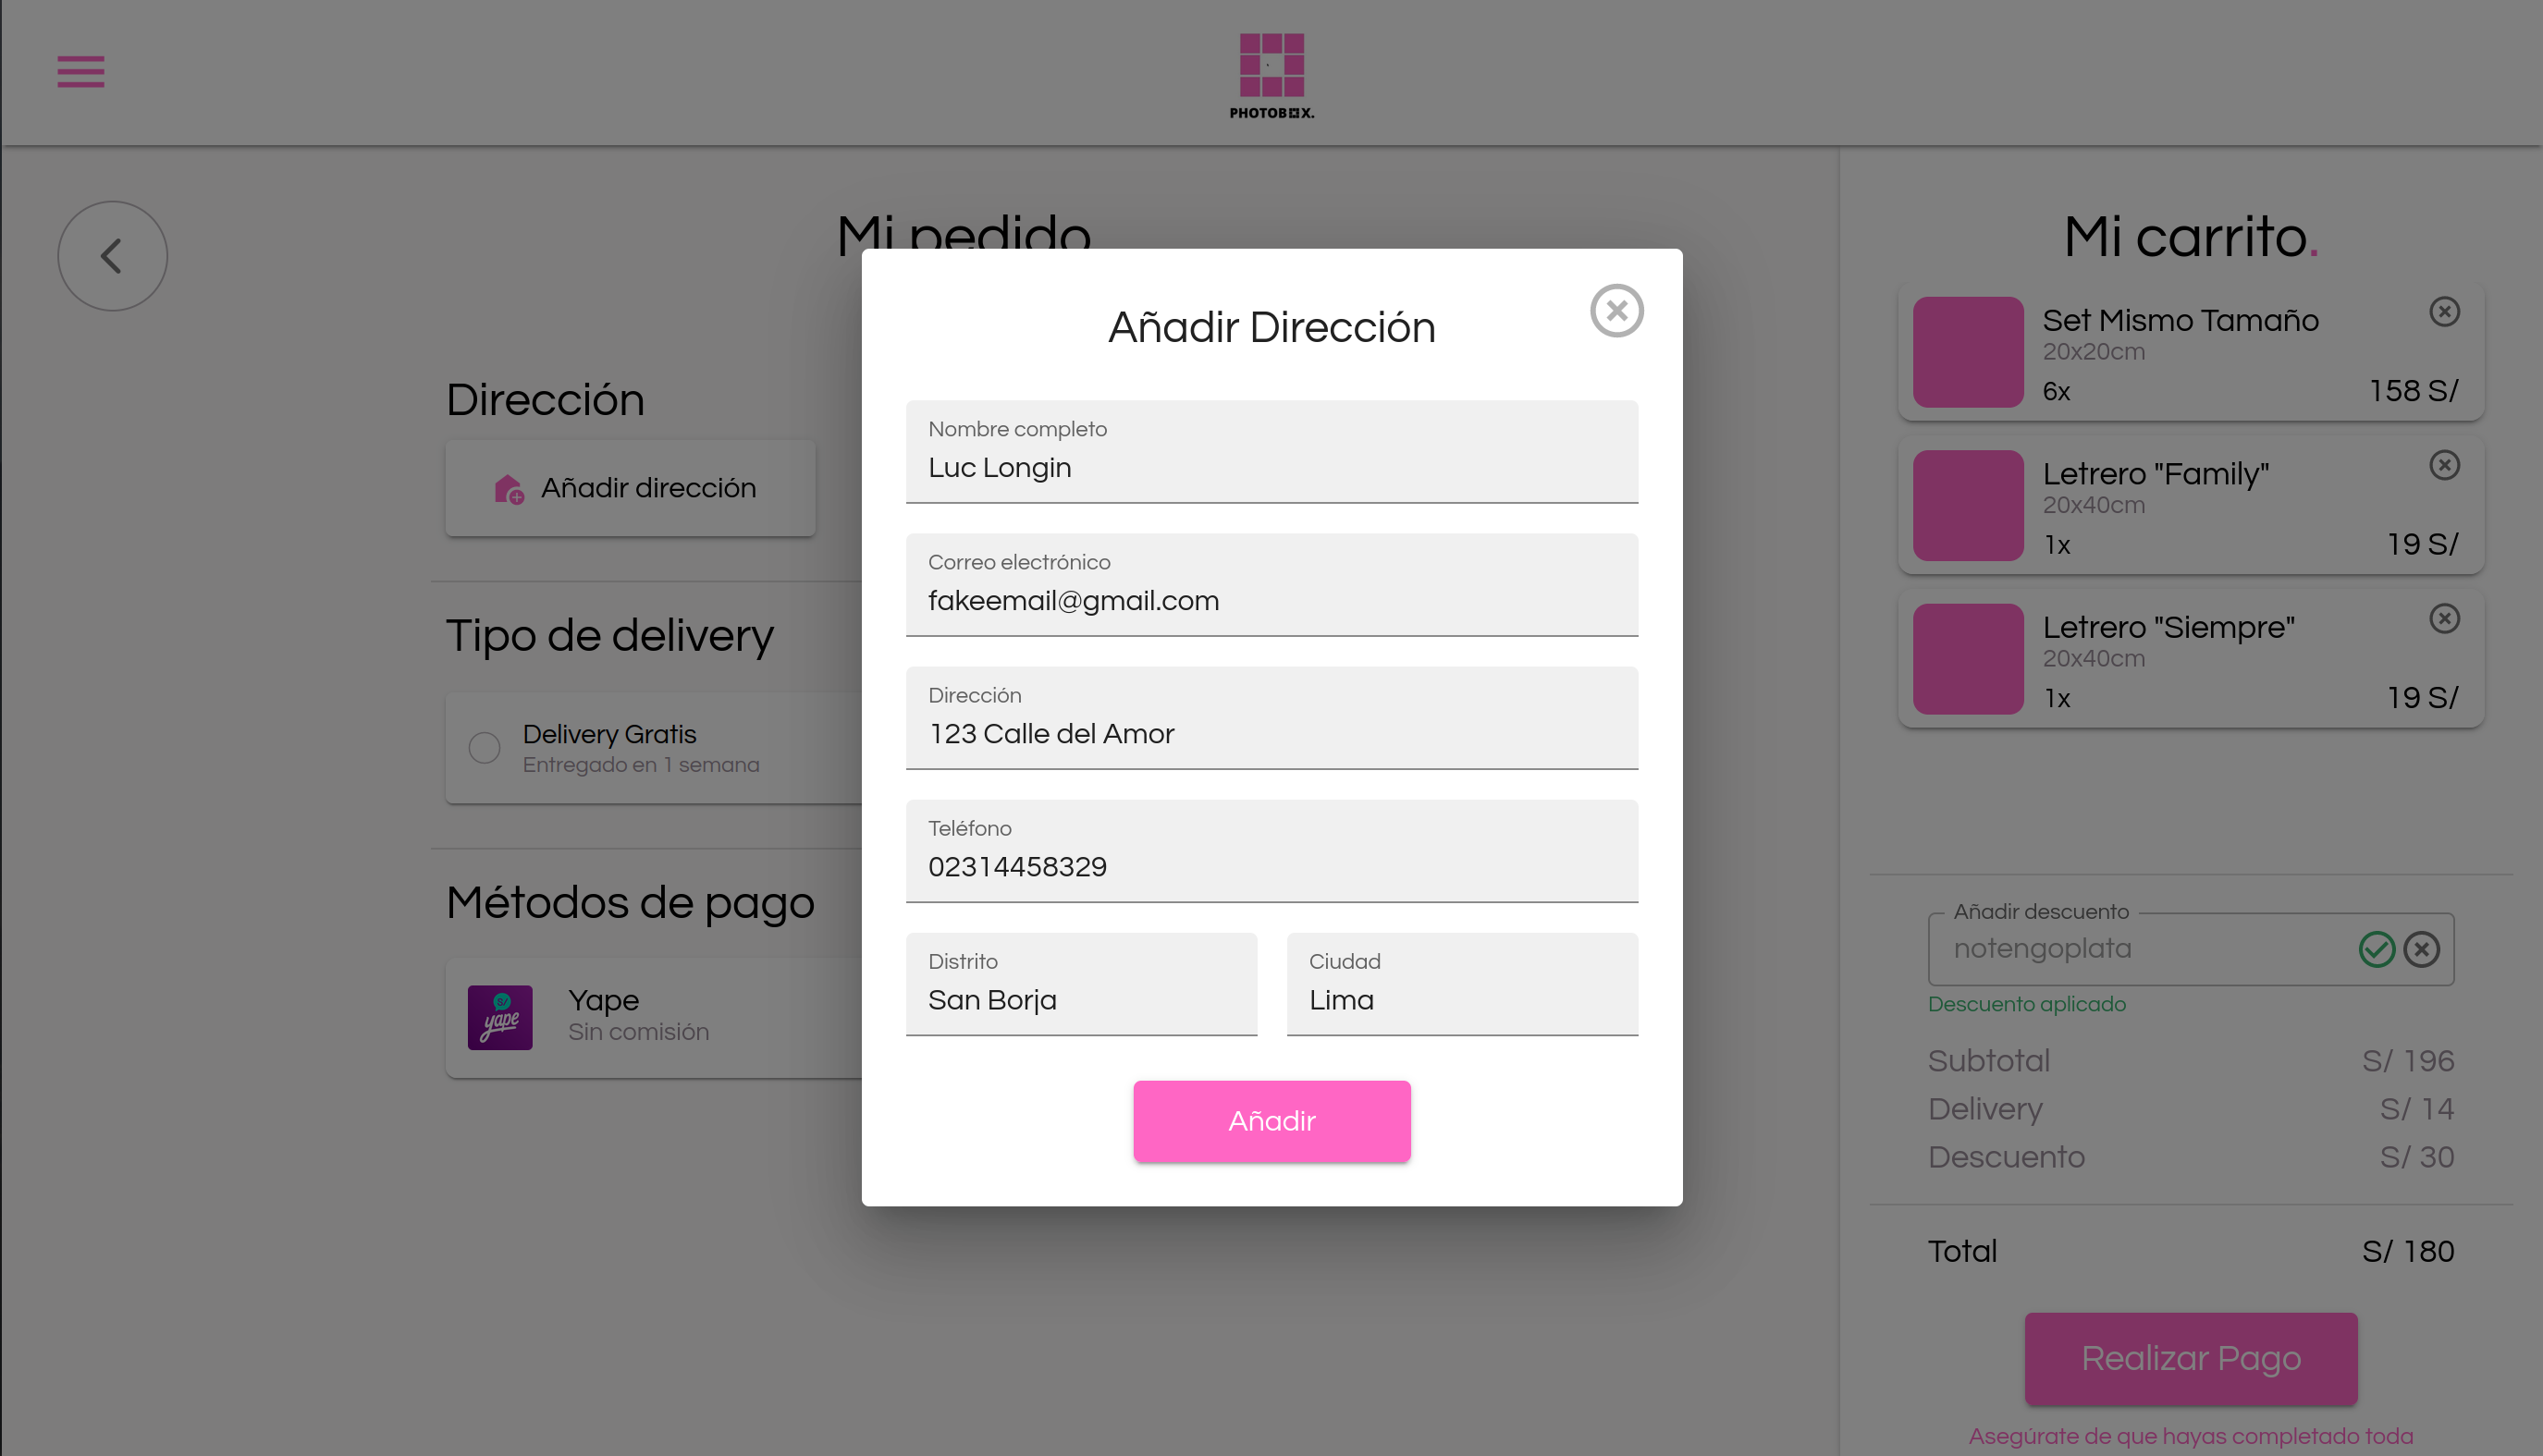 PHOTOBOX.
Mi pedido
Dirección
Añadir dirección
Tipo de delivery
Delivery Gratis
Entregado en 1 semana
Métodos de pago
Yape
Sin comisión
S/
yape
Añadir Dirección
Nombre completo
Luc Longin
Correo electrónico
fakeemail@gmail.com
Dirección
123 Calle del Amor
Teléfono
02314458329
Distrito
San Borja
Ciudad
Lima
Añadir
Mi carrito.
Set Mismo Tamaño
20x20cm
6x 158 S/
Letrero "Family"
20x40cm
1x 19 S/
Letrero "Siempre"
20x40cm
1x 19 S/
Añadir descuento
notengoplata
Descuento aplicado
Subtotal S/ 196
Delivery S/ 14
Descuento S/ 30
Total S/ 180
Realizar Pago
Asegúrate de que hayas completado toda